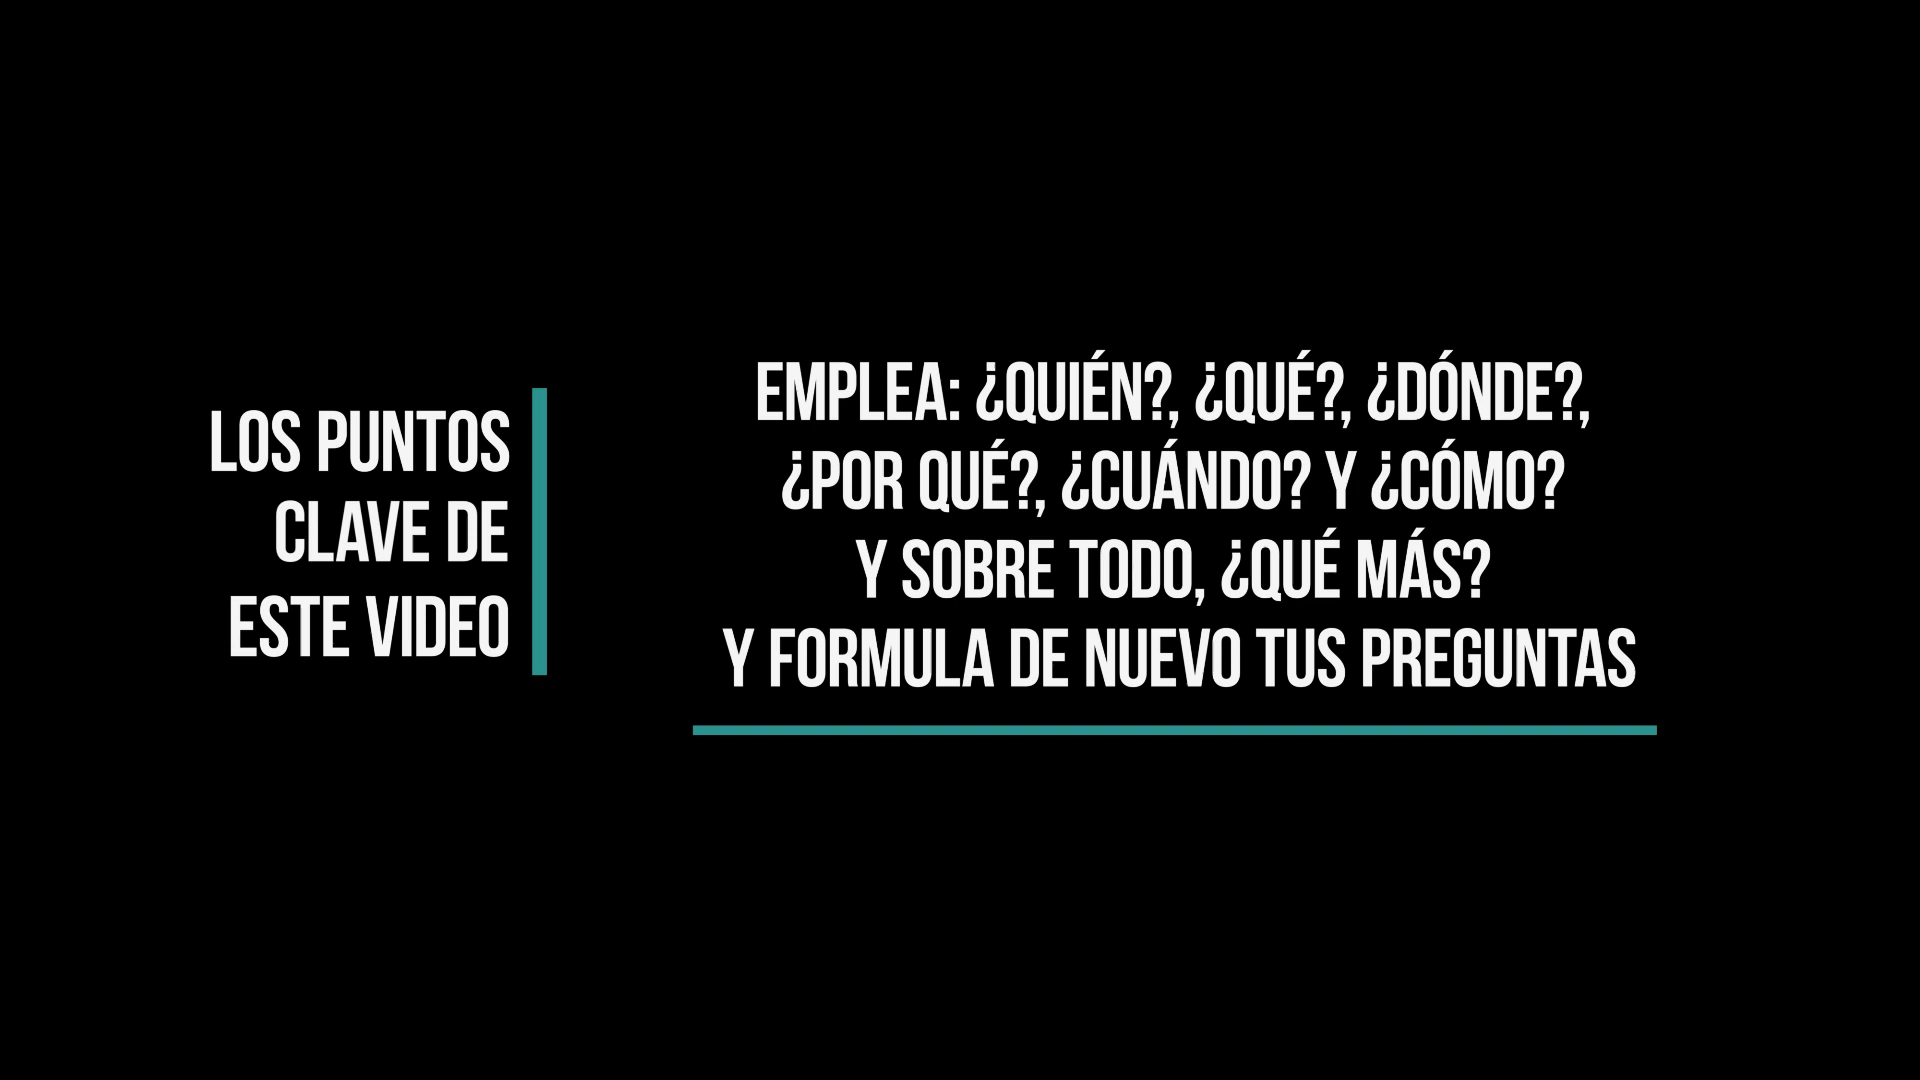 LOS PUNTOS
CLAVE DE
ESTE VIDEO
EMPLEA: ¿QUIÉN?, ¿QUÉ?, ¿DÓNDE?,
¿POR QUÉ?, ¿CUÁNDO? Y ¿CÓMO?
Y SOBRE TODO, ¿QUÉ MÁS?
Y FORMULA DE NUEVO TUS PREGUNTAS